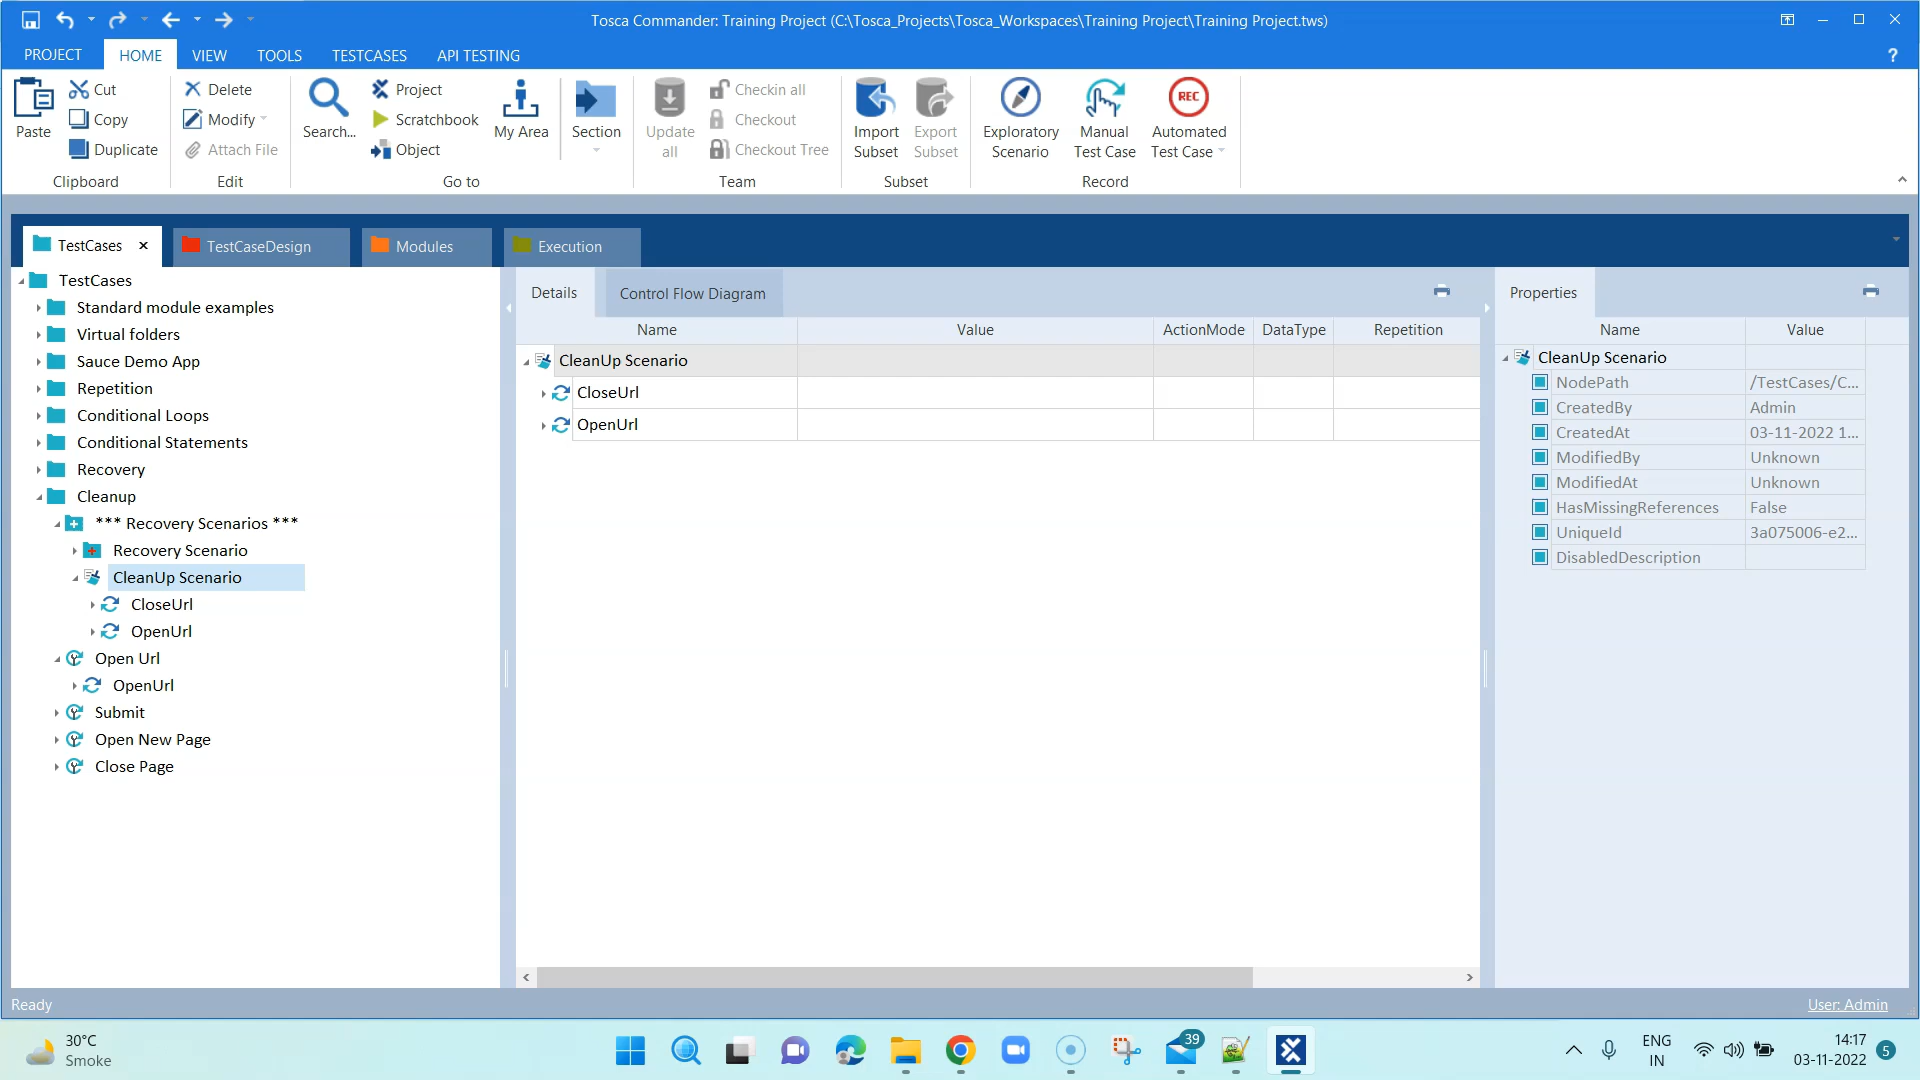 Tosca Commander: Training Project (C:\Tosca_Projects\Tosca_Workspaces\Training Project\Training Project.tws)
PROJECT HOME VIEW TOOLS TESTCASES API TESTING ?
Paste
Cut
Copy
Duplicate
Clipboard
Delete
Modify
Attach File
Edit
Search...
Project
Scratchbook
Object
My Area
Go to
Section
Update all
Checkin all
Checkout
Checkout Tree
Team
Import Subset
Export Subset
Subset
Exploratory Scenario
Manual Test Case
REC
Automated Test Case
Record
TestCases TestCaseDesign Modules Execution
TestCases
Standard module examples
Virtual folders
Sauce Demo App
Repetition
Conditional Loops
Conditional Statements
Recovery
Cleanup
*** Recovery Scenarios ***
Recovery Scenario
CleanUp Scenario
CloseUrl
OpenUrl
Open Url
OpenUrl
Submit
Open New Page
Close Page
Details Control Flow Diagram
Name Value ActionMode DataType Repetition
CleanUp Scenario
CloseUrl
OpenUrl
Properties
Name Value
CleanUp Scenario
NodePath /TestCases/C...
CreatedBy Admin
CreatedAt 03-11-2022 1...
ModifiedBy Unknown
ModifiedAt Unknown
HasMissingReferences False
UniqueId 3a075006-e2...
DisabledDescription
Ready
User: Admin
30°C
Smoke
39
ENG
IN
14:17
03-11-2022
5